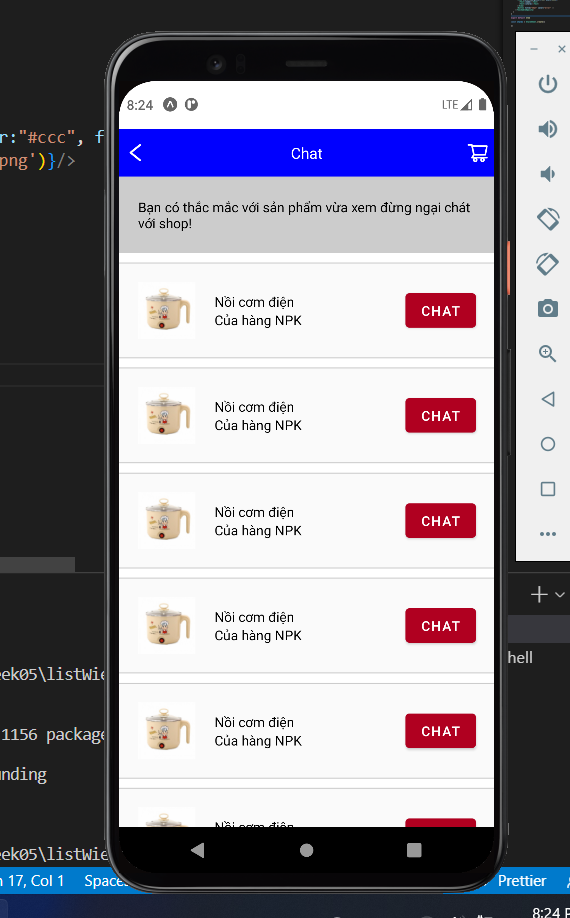 r:"#ccc", f
png')}/>
8:24
LTE
Chat
Bạn có thắc mắc với sản phẩm vừa xem đừng ngại chát
với shop!
Nồi cơm điện
Của hàng NPK
CHAT
Nồi cơm điện
Của hàng NPK
CHAT
Nồi cơm điện
Của hàng NPK
CHAT
Nồi cơm điện
Của hàng NPK
CHAT
Nồi cơm điện
Của hàng NPK
CHAT
Nồi cơm điện
CHAT
hell
eek05\listWie
1156 package
nding
eek05\listWie
n 17, Col 1
Spaces
Prettier
8:24 P